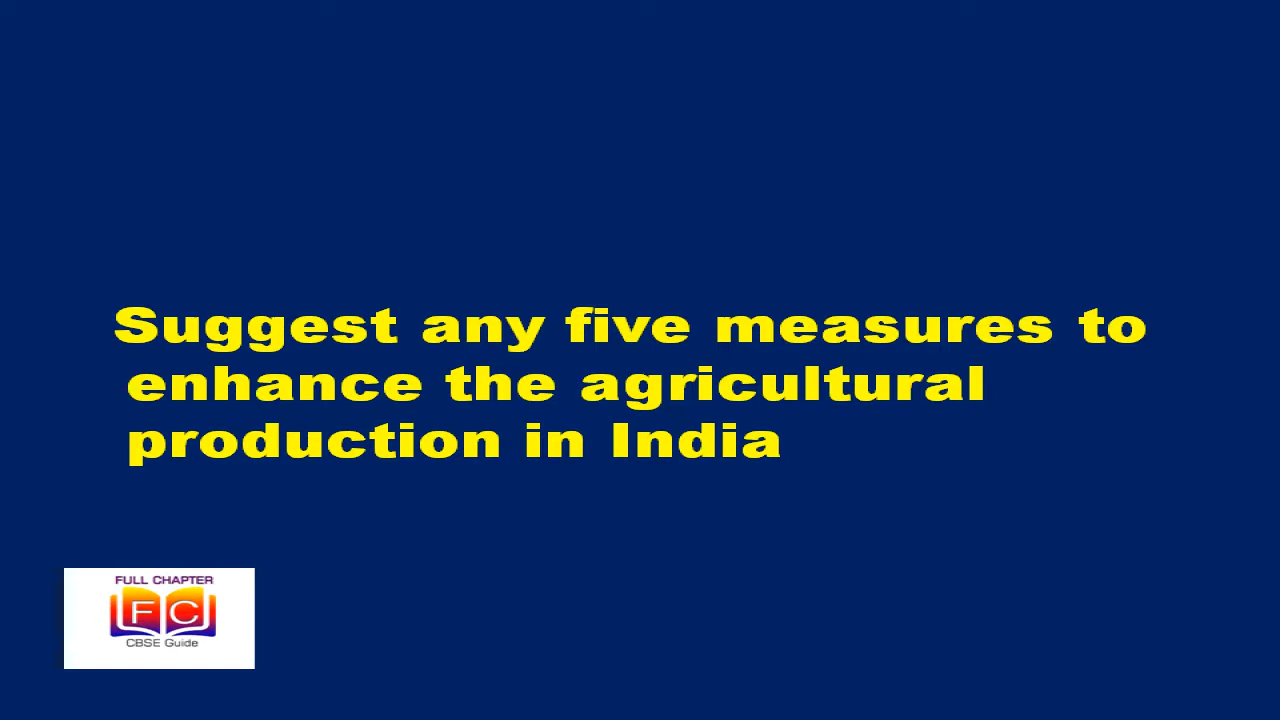 Suggest any five measures to
enhance the agricultural
production in India
FULL CHAPTER
FC
CBSE Guide